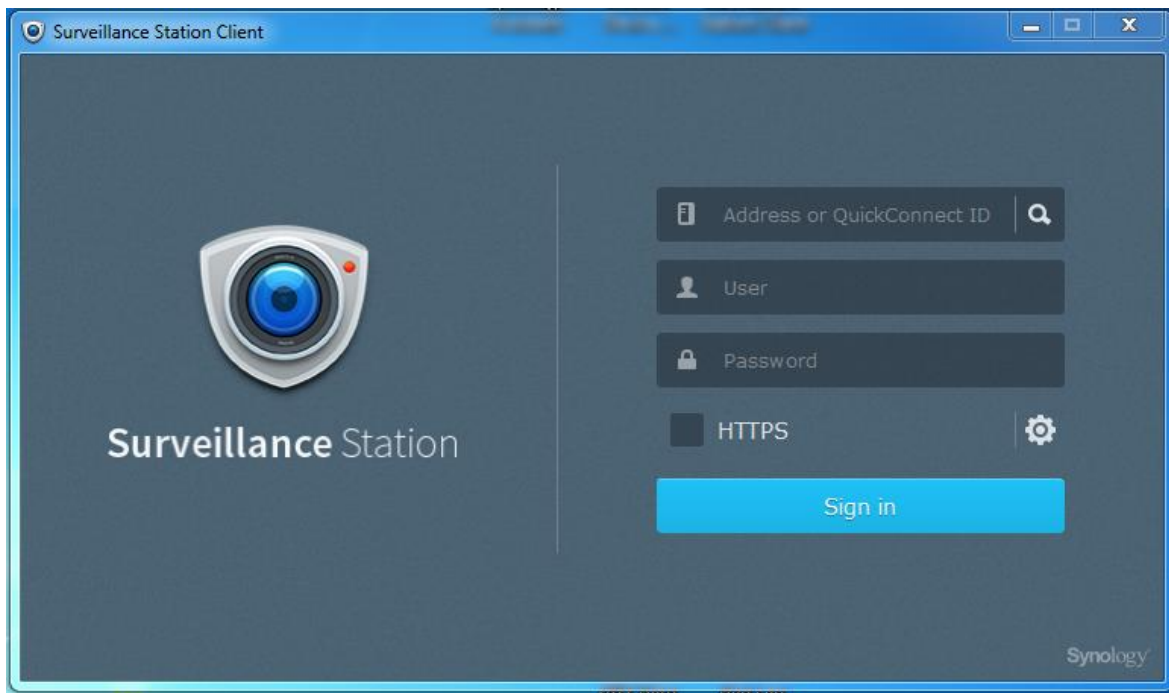 Surveillance Station Client
Address or QuickConnect ID
User
Password
HTTPS
Sign in
Surveillance Station
Synology